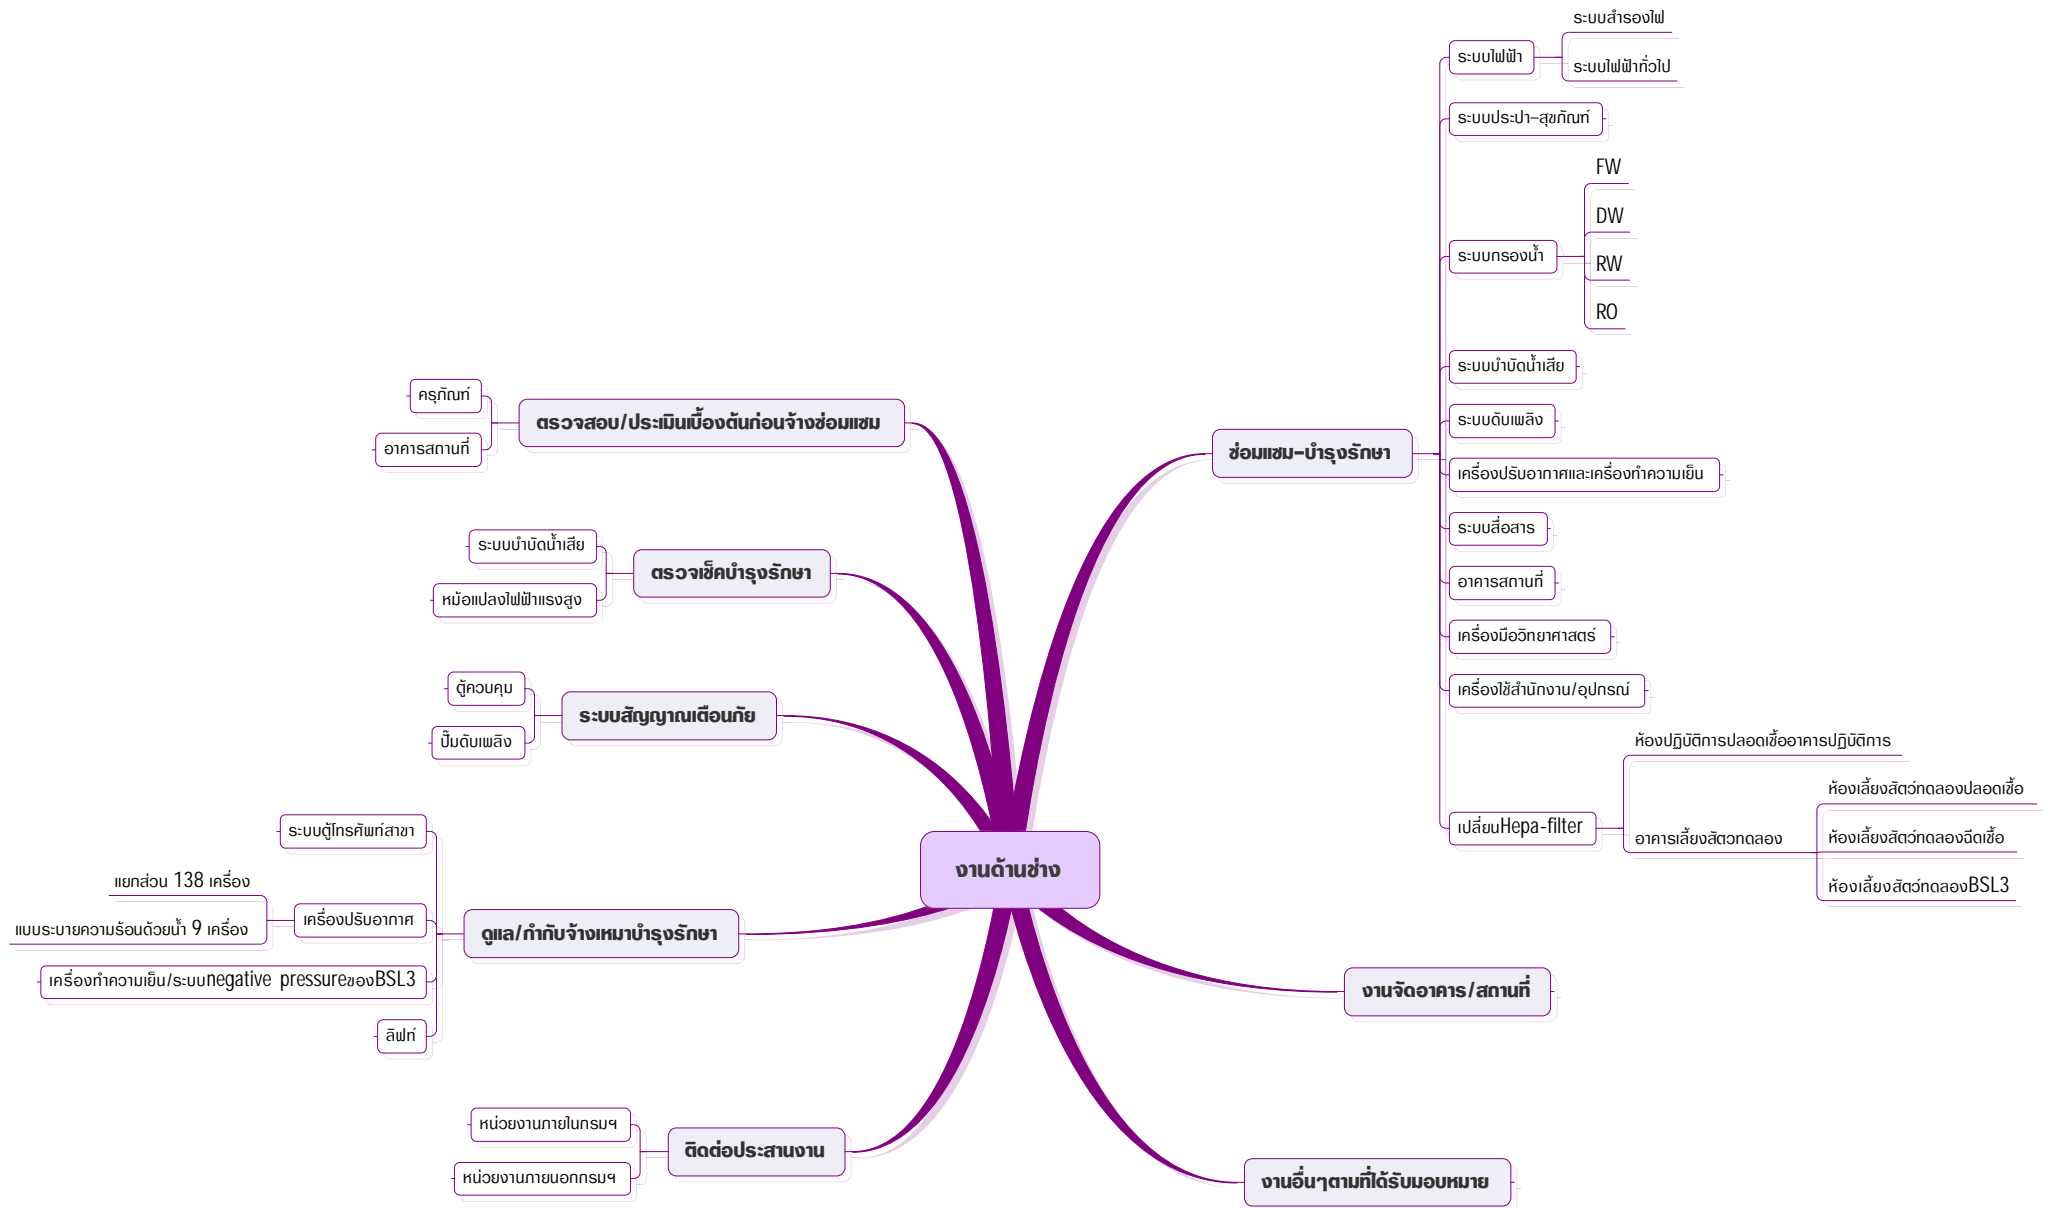 งานด้านช่าง
ซ่อมแซม-บำรุงรักษา
ระบบไฟฟ้า
ระบบสำรองไฟ
ระบบไฟฟ้าทั่วไป
ระบบประปา-สุขภัณฑ์
ระบบกรองน้ำ
FW
DW
RW
RO
ระบบบำบัดน้ำเสีย
ระบบดับเพลิง
เครื่องปรับอากาศและเครื่องทำความเย็น
ระบบสื่อสาร
อาคารสถานที่
เครื่องมือวิทยาศาสตร์
เครื่องใช้สำนักงาน/อุปกรณ์
เปลี่ยนHepa-filter
ห้องปฏิบัติการปลอดเชื้ออาคารปฏิบัติการ
อาคารเลี้ยงสัตวทดลอง
ห้องเลี้ยงสัตว์ทดลองปลอดเชื้อ
ห้องเลี้ยงสัตว์ทดลองฉีดเชื้อ
ห้องเลี้ยงสัตว์ทดลองBSL3
งานจัดอาคาร/สถานที่
งานอื่นๆตามที่ได้รับมอบหมาย
ตรวจสอบ/ประเมินเบื้องต้นก่อนจ้างซ่อมแซม
ครุภัณฑ์
อาคารสถานที่
ตรวจเช็คบำรุงรักษา
ระบบบำบัดน้ำเสีย
หม้อแปลงไฟฟ้าแรงสูง
ระบบสัญญาณเตือนภัย
ตู้ควบคุม
ปั๊มดับเพลิง
ดูแล/กำกับจ้างเหมาบำรุงรักษา
ระบบตู้โทรศัพท์สาขา
เครื่องปรับอากาศ
แยกส่วน 138 เครื่อง
แบบระบายความร้อนด้วยน้ำ 9 เครื่อง
เครื่องทำความเย็น/ระบบnegative pressureของBSL3
ลิฟท์
ติดต่อประสานงาน
หน่วยงานภายในกรมฯ
หน่วยงานภายนอกกรมฯ